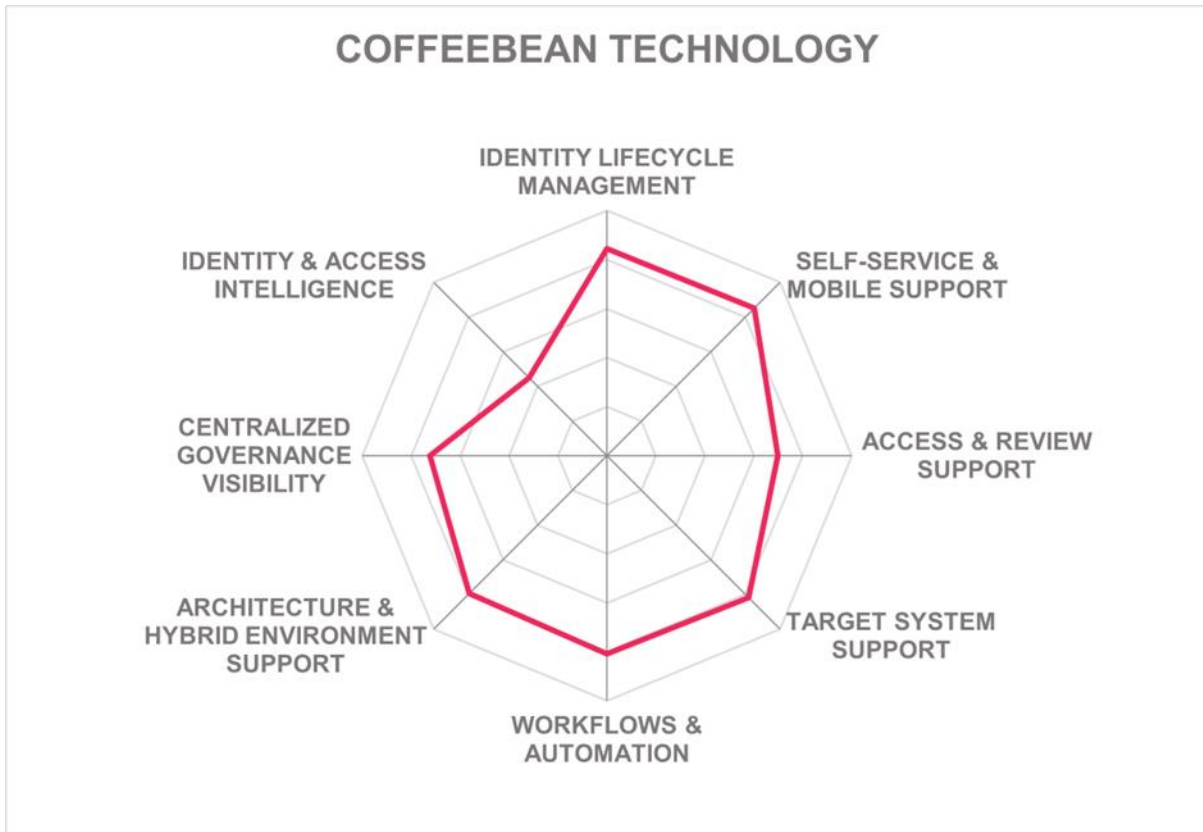 COFFEEBEAN TECHNOLOGY
IDENTITY LIFECYCLE
MANAGEMENT
IDENTITY & ACCESS
INTELLIGENCE
SELF-SERVICE &
MOBILE SUPPORT
CENTRALIZED
GOVERNANCE
VISIBILITY
ACCESS & REVIEW
SUPPORT
ARCHITECTURE &
HYBRID ENVIRONMENT
SUPPORT
TARGET SYSTEM
SUPPORT
WORKFLOWS &
AUTOMATION